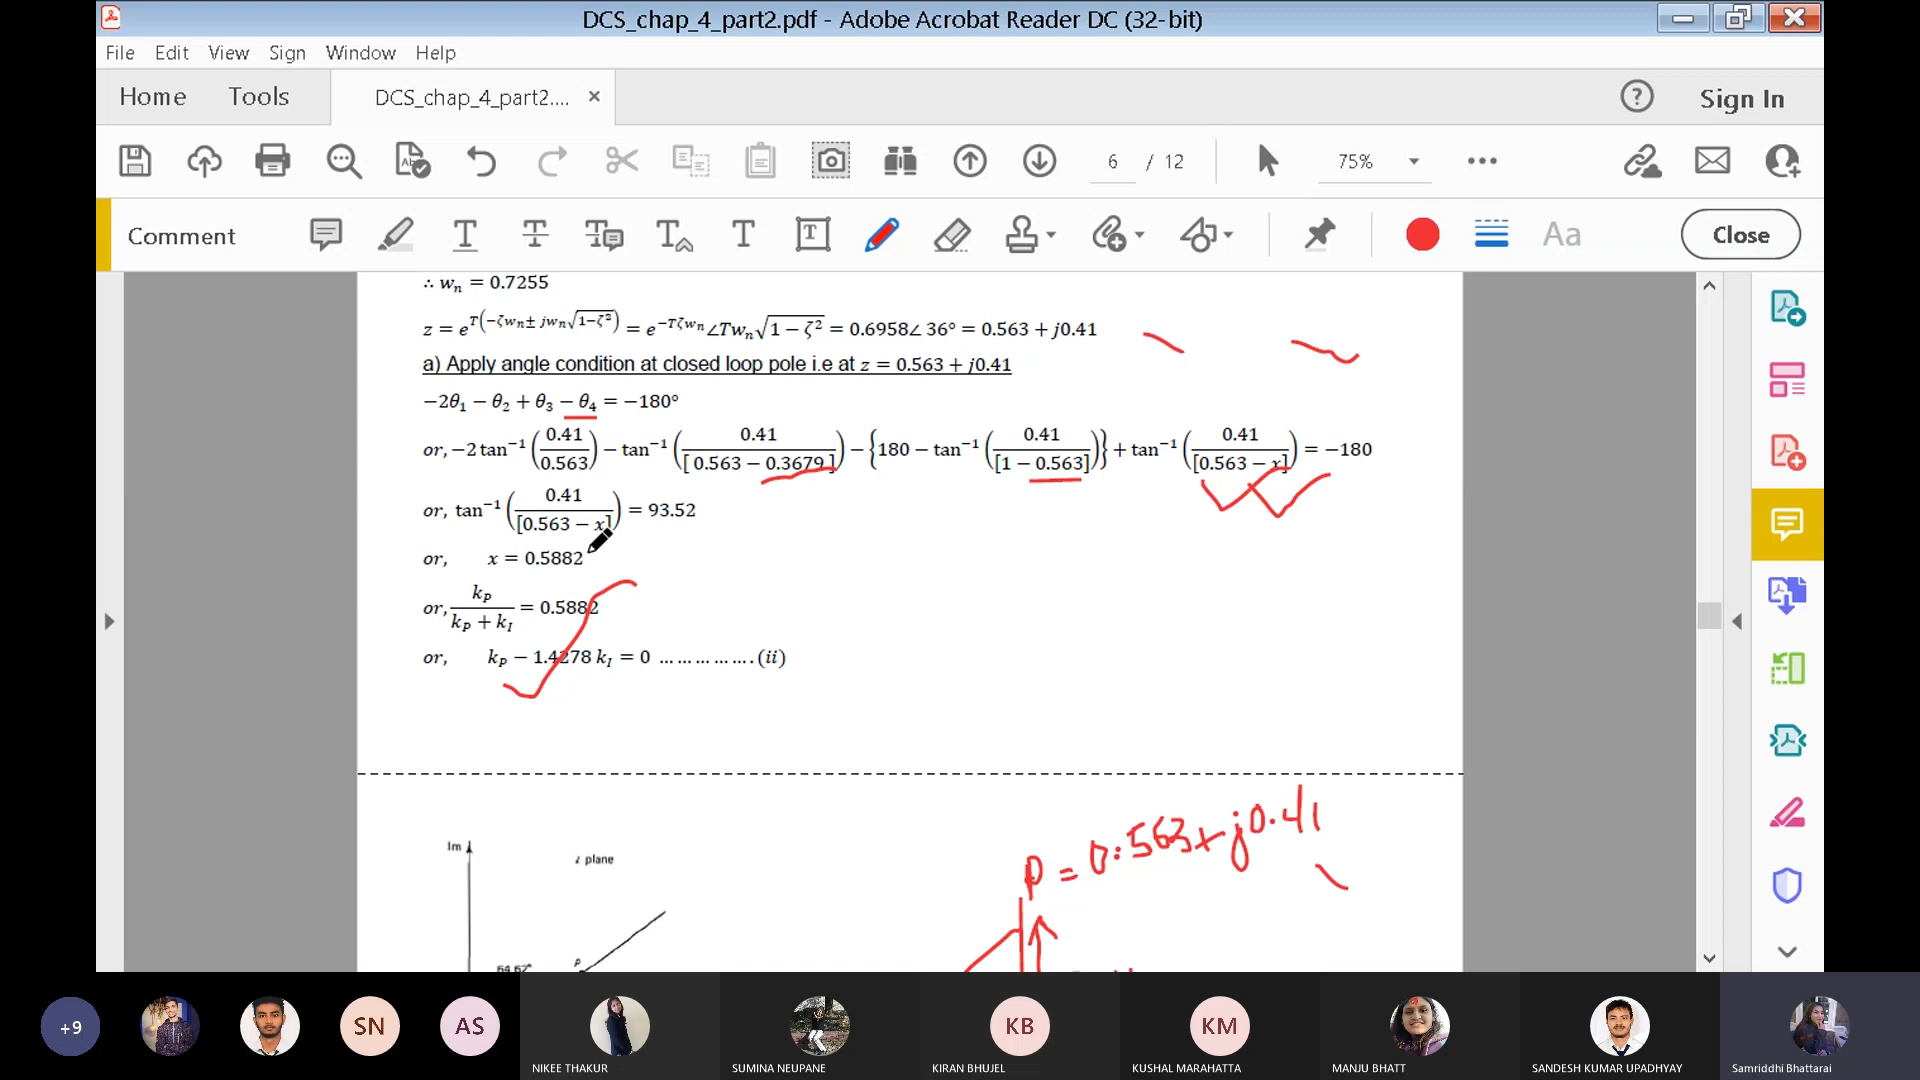 DCS_chap_4_part2.pdf - Adobe Acrobat Reader DC (32-bit)
File Edit View Sign Window Help
Home Tools DCS_chap_4_part2.... × ? Sign In
6 / 12 75%
Comment Aa Close
∴ wₙ = 0.7255
z = e^{T(−ζwₙ ± jwₙ√(1−ζ²))} = e^{−Tζwₙ}∠Twₙ√(1 − ζ²) = 0.6958∠ 36° = 0.563 + j0.41
a) Apply angle condition at closed loop pole i.e at z = 0.563 + j0.41
−2θ₁ − θ₂ + θ₃ − θ₄ = −180°
or, −2 tan⁻¹(0.41/0.563) − tan⁻¹(0.41/[ 0.563 − 0.3679 ]) − {180 − tan⁻¹(0.41/[1 − 0.563])} + tan⁻¹(0.41/[0.563 − x]) = −180
or, tan⁻¹(0.41/[0.563 − x]) = 93.52
or, x = 0.5882
or, k_P/(k_P + k_I) = 0.5882
or, k_P − 1.4278 k_I = 0 ... ... ... ... . (ii)
P = 0.563 + j0.41
Im z plane
P
+9
SN
AS
KB
KM
NIKEE THAKUR
SUMINA NEUPANE
KIRAN BHUJEL
KUSHAL MARAHATTA
MANJU BHATT
SANDESH KUMAR UPADHYAY
Samriddhi Bhattarai